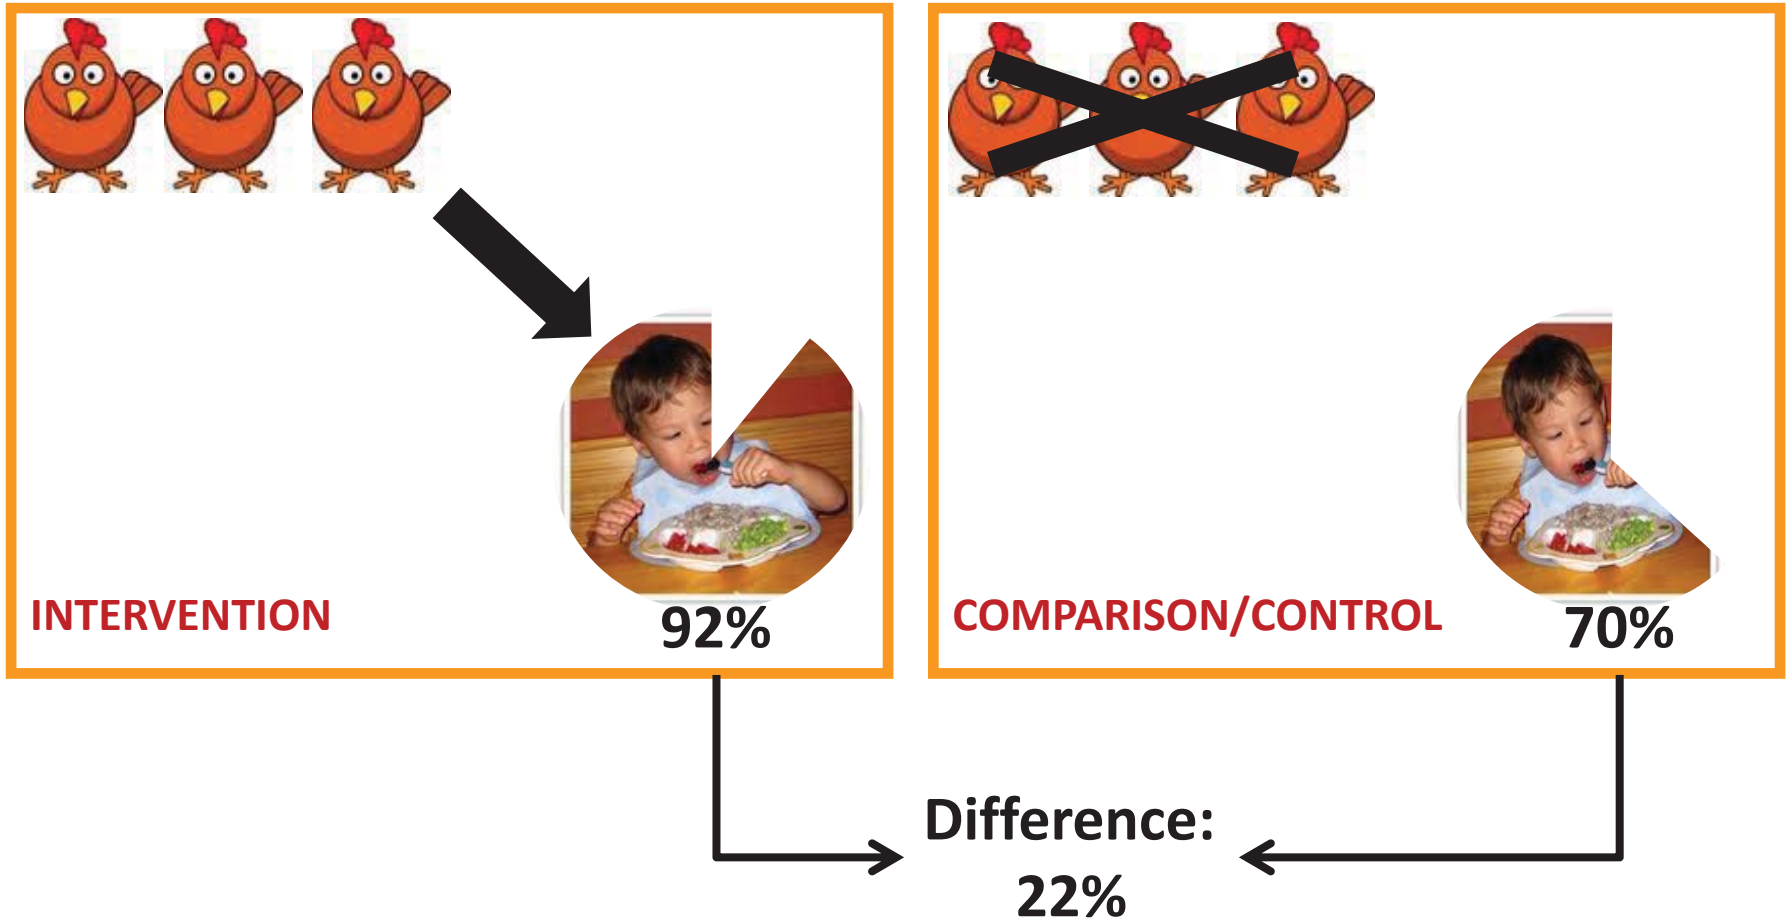 INTERVENTION
92%
COMPARISON/CONTROL
70%
Difference:
22%